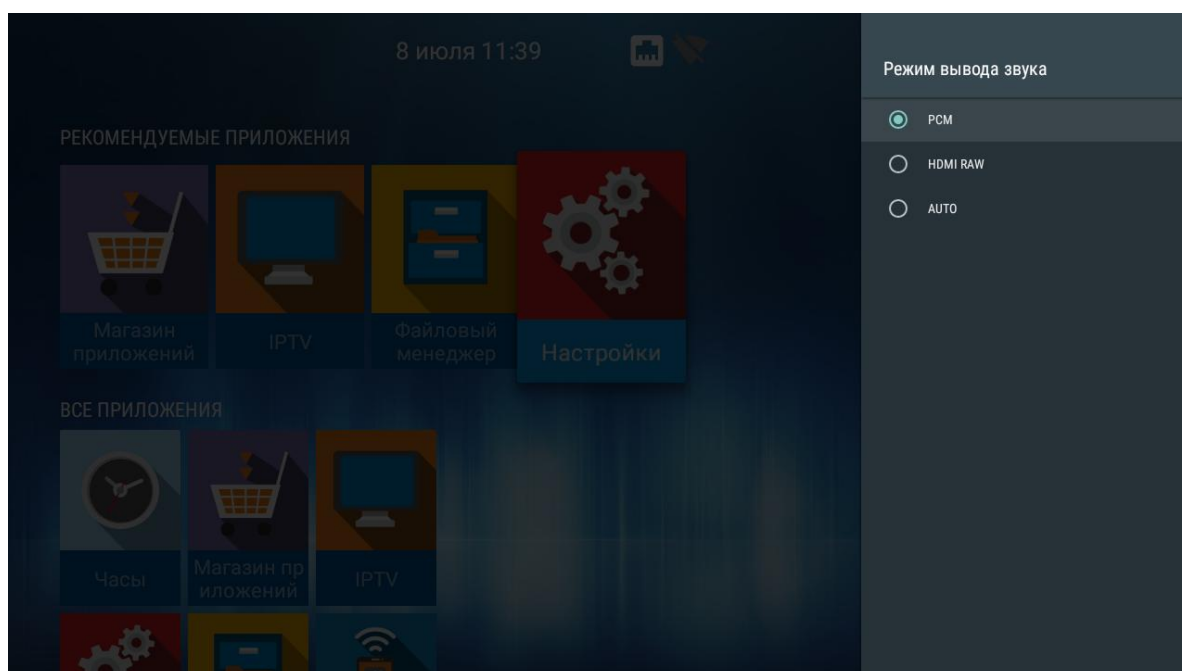 8 июля 11:39
Режим вывода звука
PCM
HDMI RAW
AUTO
РЕКОМЕНДУЕМЫЕ ПРИЛОЖЕНИЯ
Магазин
приложений
IPTV
Файловый
менеджер
Настройки
ВСЕ ПРИЛОЖЕНИЯ
Часы
Магазин пр
иложений
IPTV